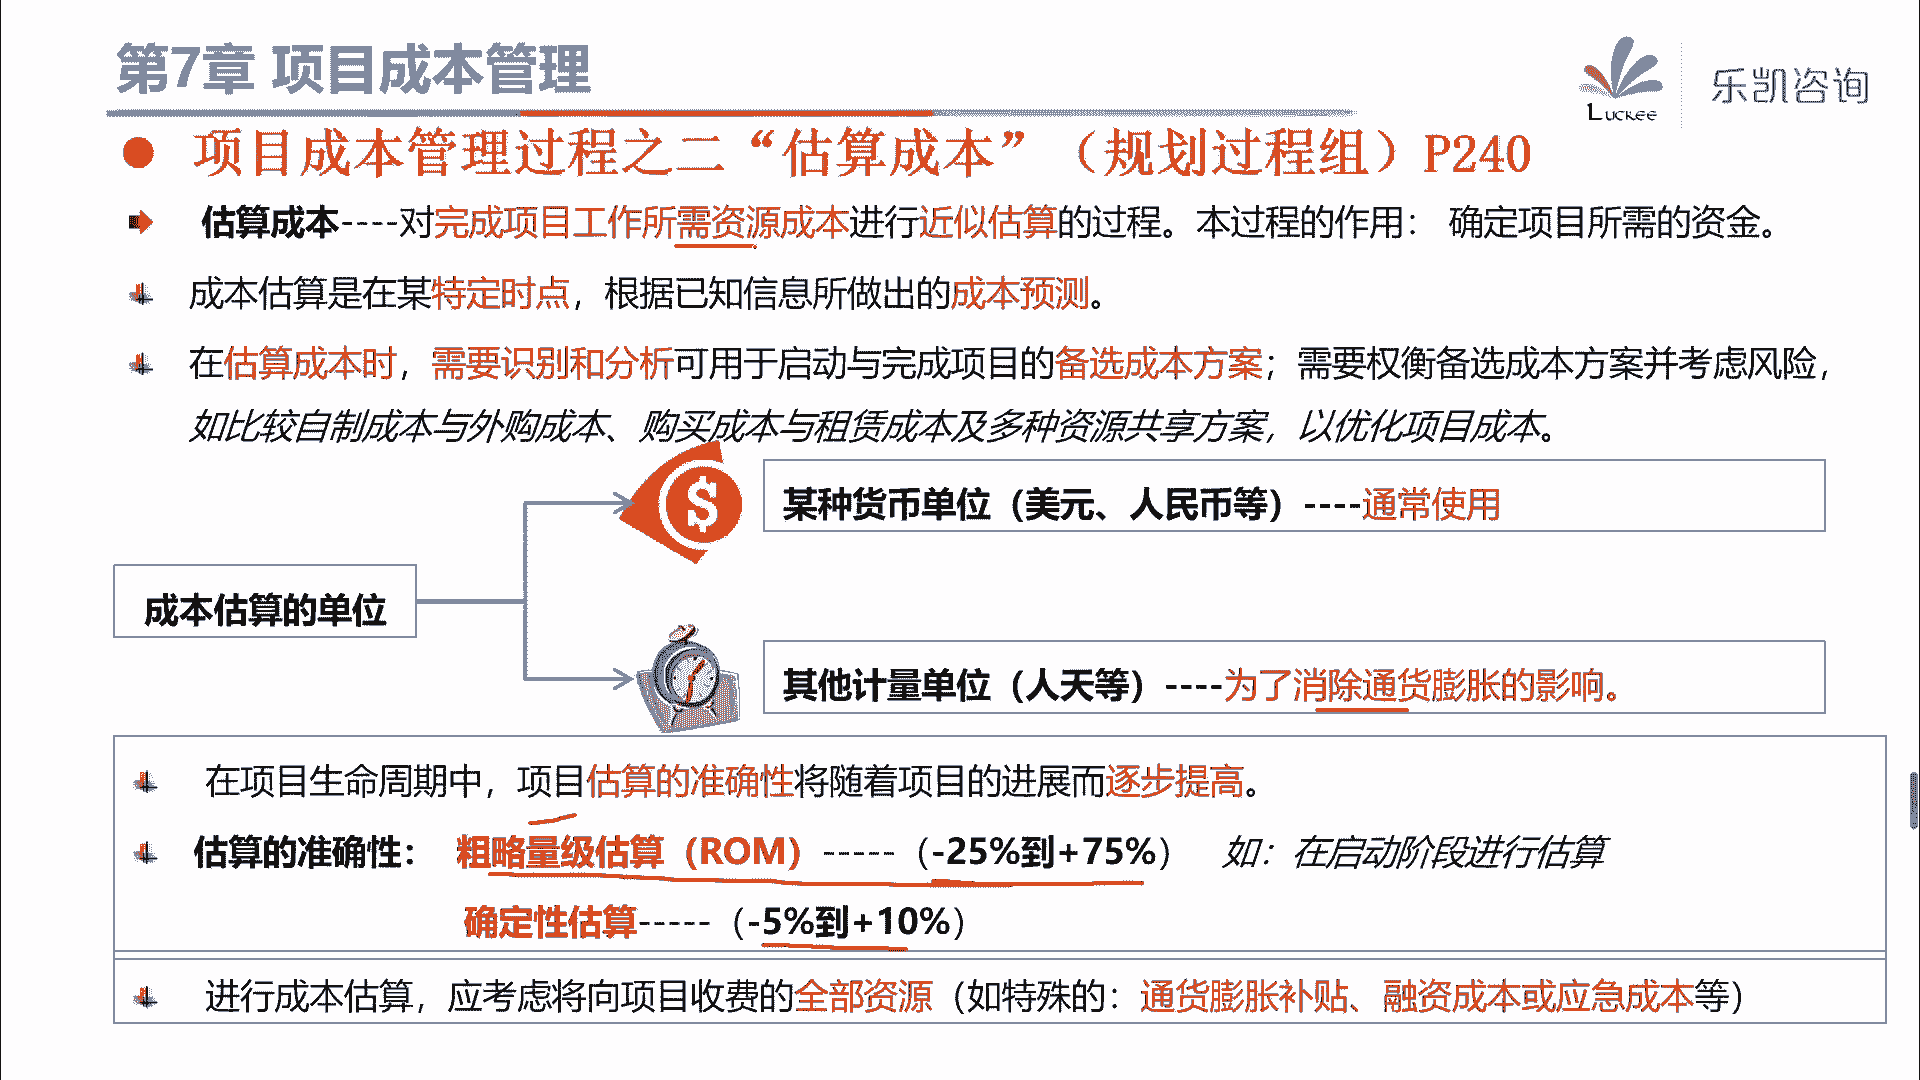 第7章 项目成本管理
Luckee
乐凯咨询
项目成本管理过程之二“估算成本”（规划过程组）P240
估算成本----对完成项目工作所需资源成本进行近似估算的过程。本过程的作用： 确定项目所需的资金。
成本估算是在某特定时点，根据已知信息所做出的成本预测。
在估算成本时，需要识别和分析可用于启动与完成项目的备选成本方案；需要权衡备选成本方案并考虑风险，
如比较自制成本与外购成本、购买成本与租赁成本及多种资源共享方案，以优化项目成本。
$
某种货币单位（美元、人民币等）----通常使用
成本估算的单位
其他计量单位（人天等）----为了消除通货膨胀的影响。
在项目生命周期中，项目估算的准确性将随着项目的进展而逐步提高。
估算的准确性： 粗略量级估算（ROM）-----（-25%到+75%） 如：在启动阶段进行估算
确定性估算-----（-5%到+10%）
进行成本估算，应考虑将向项目收费的全部资源（如特殊的：通货膨胀补贴、融资成本或应急成本等）